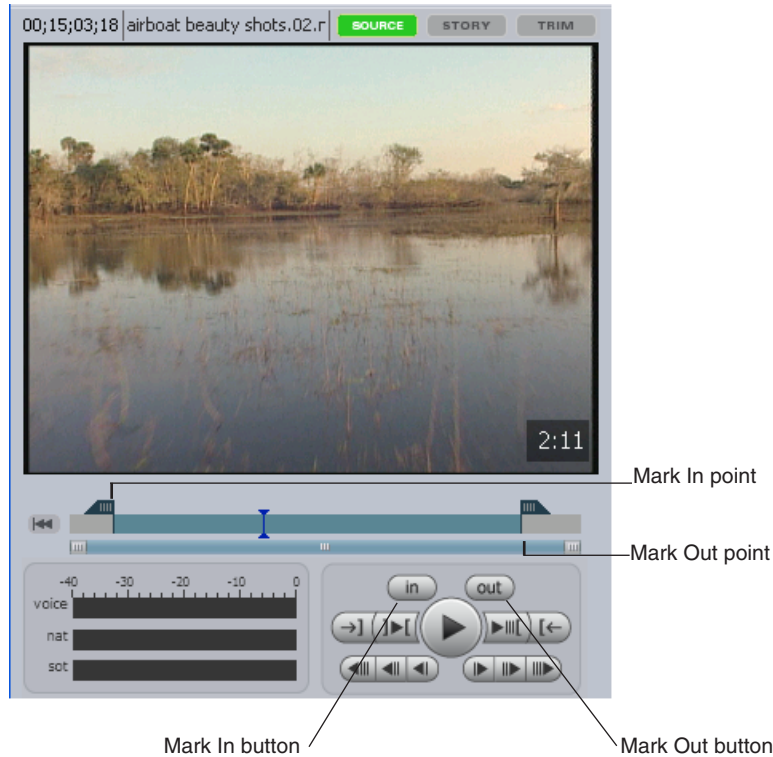 00;15;03;18 airboat beauty shots.02.r SOURCE STORY TRIM
2:11
Mark In point
Mark Out point
-40 -30 -20 -10 0
voice
nat
sot
in out
Mark In button
Mark Out button